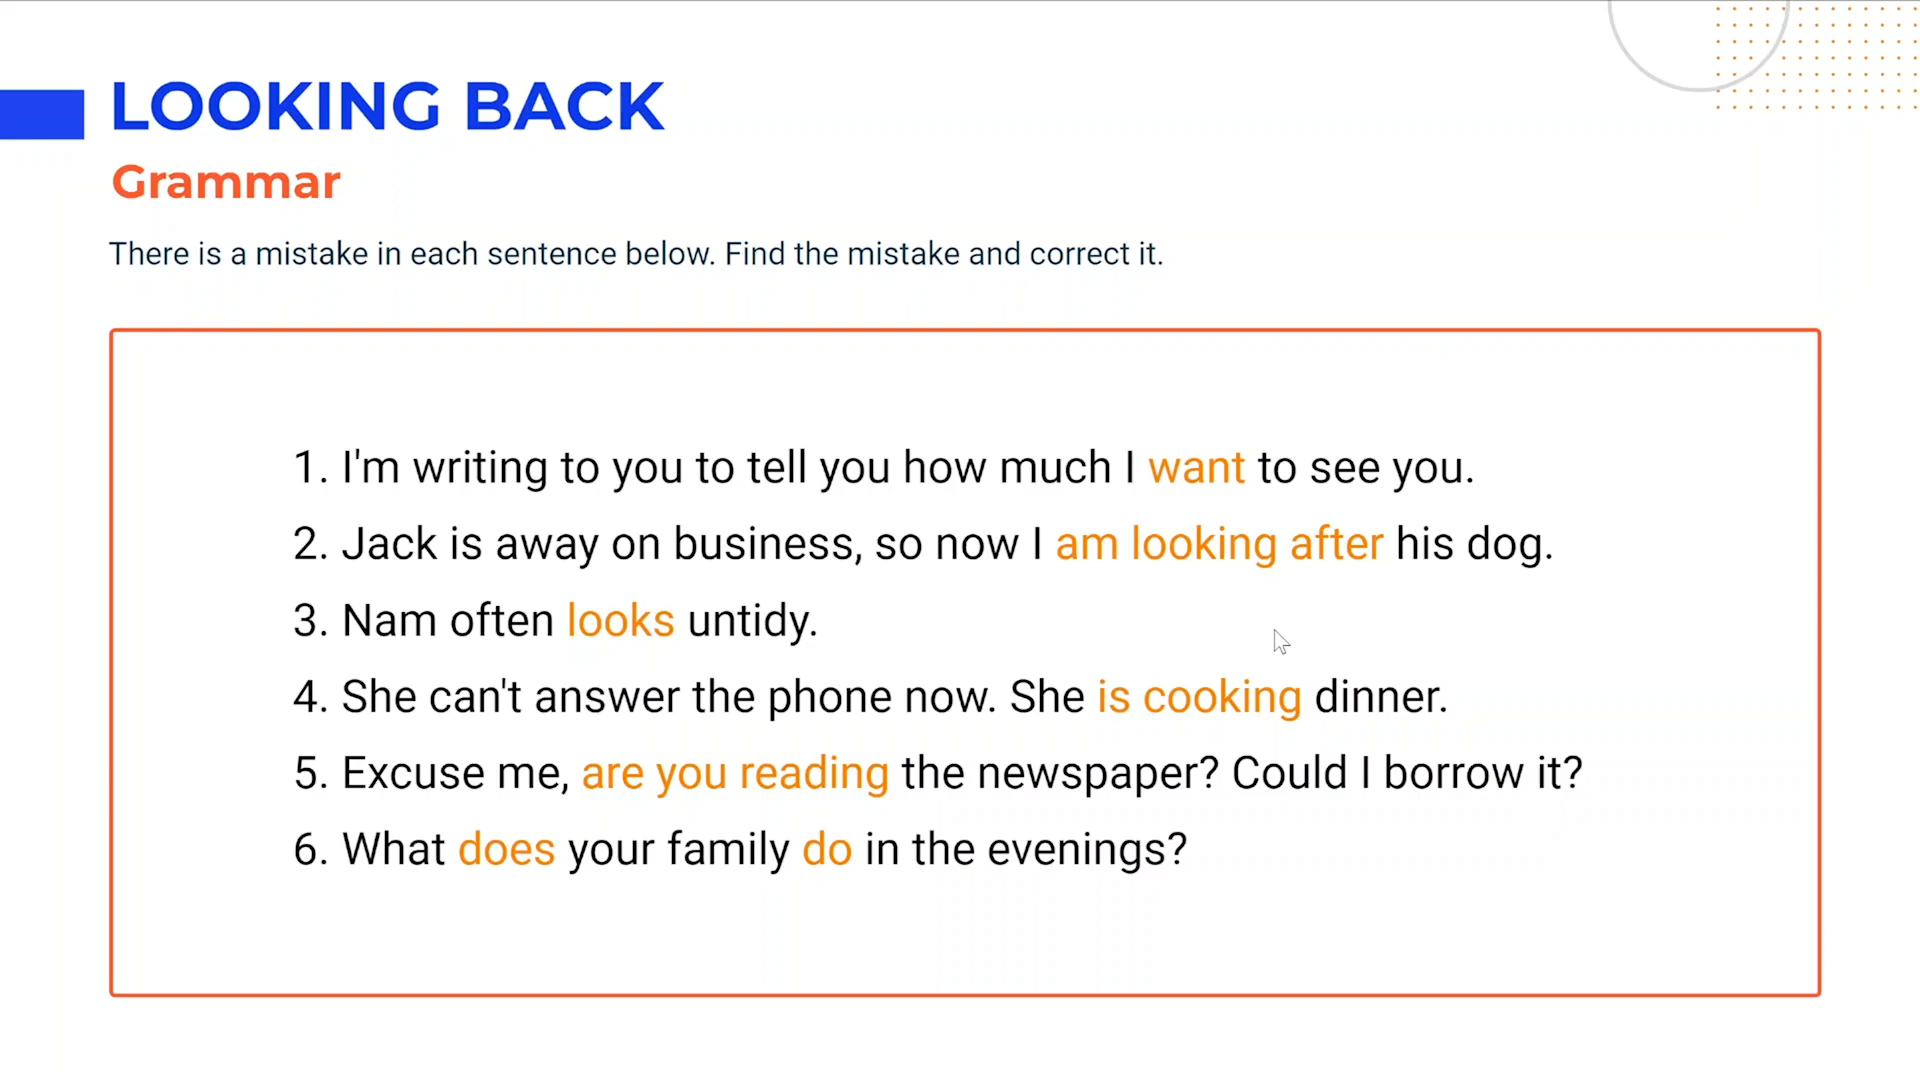 LOOKING BACK
Grammar
There is a mistake in each sentence below. Find the mistake and correct it.
1. I'm writing to you to tell you how much I want to see you.
2. Jack is away on business, so now I am looking after his dog.
3. Nam often looks untidy.
4. She can't answer the phone now. She is cooking dinner.
5. Excuse me, are you reading the newspaper? Could I borrow it?
6. What does your family do in the evenings?